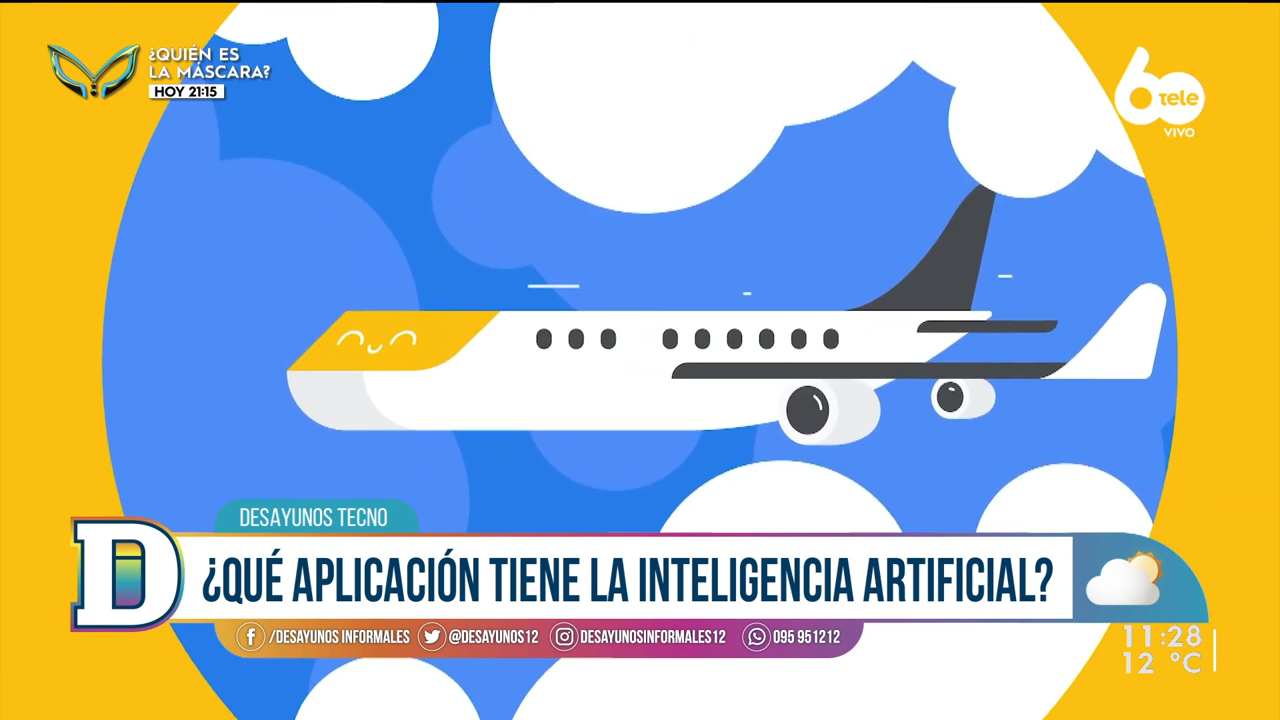 ¿QUIÉN ES
LA MÁSCARA?
HOY 21:15
tele
VIVO
DESAYUNOS TECNO
D
¿QUÉ APLICACIÓN TIENE LA INTELIGENCIA ARTIFICIAL?
/DESAYUNOS INFORMALES @DESAYUNOS12 DESAYUNOSINFORMALES12 095 951212
11:28
12 °C